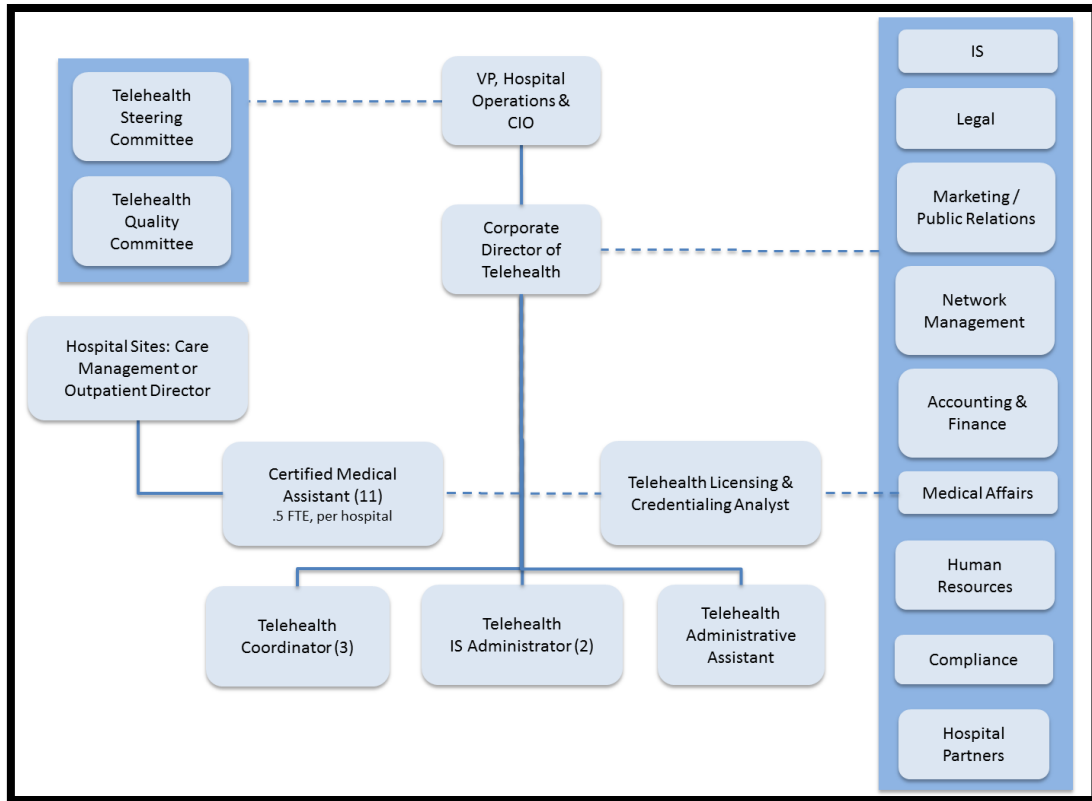 Telehealth
Steering
Committee
Telehealth
Quality
Committee
VP, Hospital
Operations &
CIO
Corporate
Director of
Telehealth
Hospital Sites: Care
Management or
Outpatient Director
Certified Medical
Assistant (11)
.5 FTE, per hospital
Telehealth Licensing &
Credentialing Analyst
Telehealth
Coordinator (3)
Telehealth
IS Administrator (2)
Telehealth
Administrative
Assistant
IS
Legal
Marketing /
Public Relations
Network
Management
Accounting &
Finance
Medical Affairs
Human
Resources
Compliance
Hospital
Partners